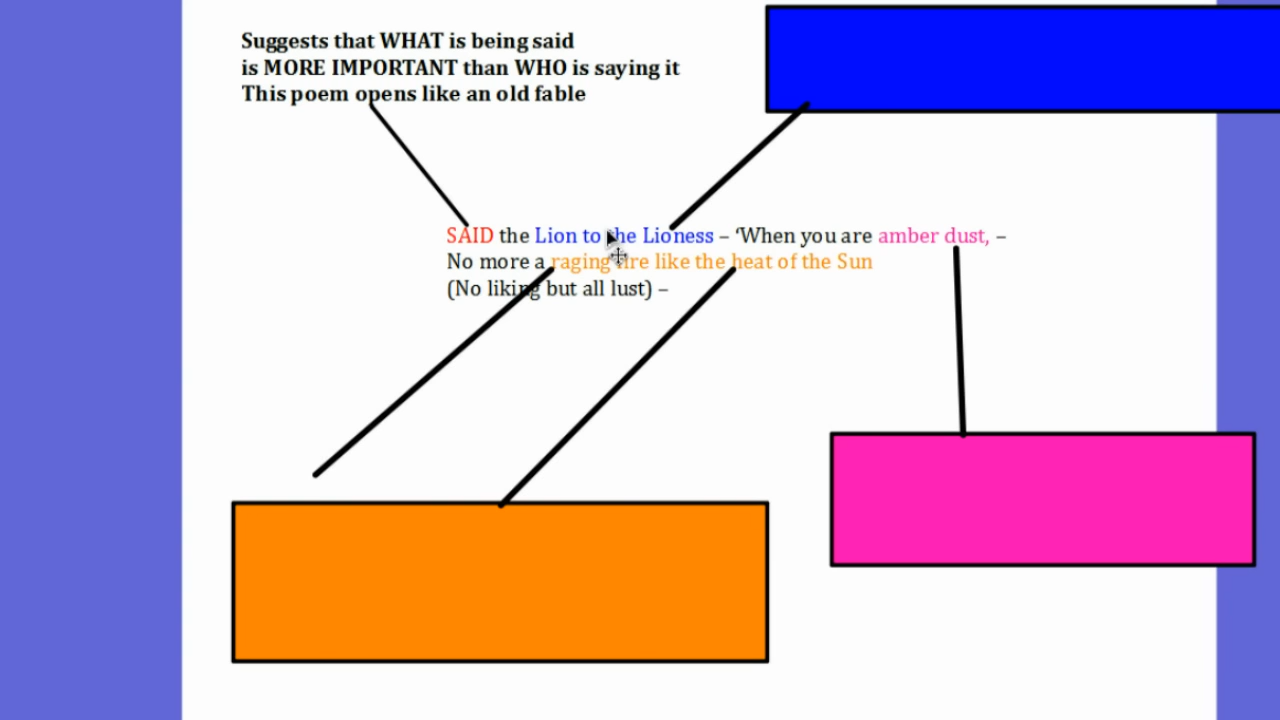 Suggests that WHAT is being said
is MORE IMPORTANT than WHO is saying it
This poem opens like an old fable
SAID the Lion to the Lioness – ‘When you are amber dust, –
No more a raging fire like the heat of the Sun
(No liking but all lust) –